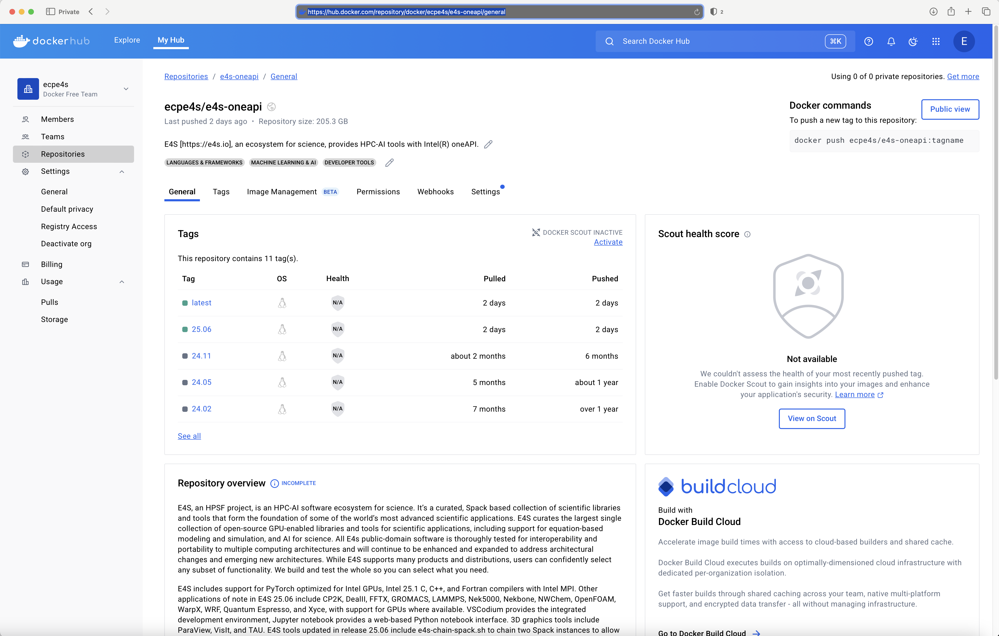 Private
https://hub.docker.com/repository/docker/ecpe4s/e4s-oneapi/general
2
dockerhub
Explore
My Hub
Search Docker Hub
⌘K
E
ecpe4s
Docker Free Team
Members
Teams
Repositories
Settings
General
Default privacy
Registry Access
Deactivate org
Billing
Usage
Pulls
Storage
Repositories / e4s-oneapi / General
Using 0 of 0 private repositories. Get more
ecpe4s/e4s-oneapi
Last pushed 2 days ago • Repository size: 205.3 GB
E4S [https://e4s.io], an ecosystem for science, provides HPC-AI tools with Intel(R) oneAPI.
LANGUAGES & FRAMEWORKS MACHINE LEARNING & AI DEVELOPER TOOLS
Docker commands
Public view
To push a new tag to this repository:
docker push ecpe4s/e4s-oneapi:tagname
General Tags Image Management BETA Permissions Webhooks Settings
Tags
DOCKER SCOUT INACTIVE
Activate
This repository contains 11 tag(s).
Tag OS Health Pulled Pushed
latest N/A 2 days 2 days
25.06 N/A 2 days 2 days
24.11 N/A about 2 months 6 months
24.05 N/A 5 months about 1 year
24.02 N/A 7 months over 1 year
See all
Scout health score
Not available
We couldn't assess the health of your most recently pushed tag.
Enable Docker Scout to gain insights into your images and enhance
your application's security. Learn more
View on Scout
Repository overview INCOMPLETE
E4S, an HPSF project, is an HPC-AI software ecosystem for science. It’s a curated, Spack based collection of scientific libraries
and tools that form the foundation of some of the world’s most advanced scientific applications. E4S curates the largest single
collection of open-source GPU-enabled libraries and tools for scientific applications, including support for equation-based
modeling and simulation, and AI for science. All E4s public-domain software is thoroughly tested for interoperability and
portability to multiple computing architectures and will continue to be enhanced and expanded to address architectural
changes and emerging new architectures. While E4S supports many products and distributions, users can confidently select
any subset of functionality. We build and test the whole so you can select what you need.
E4S includes support for PyTorch optimized for Intel GPUs, Intel 25.1 C, C++, and Fortran compilers with Intel MPI. Other
applications of note in E4S 25.06 include CP2K, DealII, FFTX, GROMACS, LAMMPS, Nek5000, Nekbone, NWChem, OpenFOAM,
WarpX, WRF, Quantum Espresso, and Xyce, with support for GPUs where available. VSCodium provides the integrated
development environment, Jupyter notebook provides a web-based Python notebook interface. 3D graphics tools include
ParaView, VisIt, and TAU. E4S tools updated in release 25.06 include e4s-chain-spack.sh to chain two Spack instances to allow
buildcloud
Build with
Docker Build Cloud
Accelerate image build times with access to cloud-based builders and shared cache.
Docker Build Cloud executes builds on optimally-dimensioned cloud infrastructure with
dedicated per-organization isolation.
Get faster builds through shared caching across your team, native multi-platform
support, and encrypted data transfer - all without managing infrastructure.
Go to Docker Build Cloud